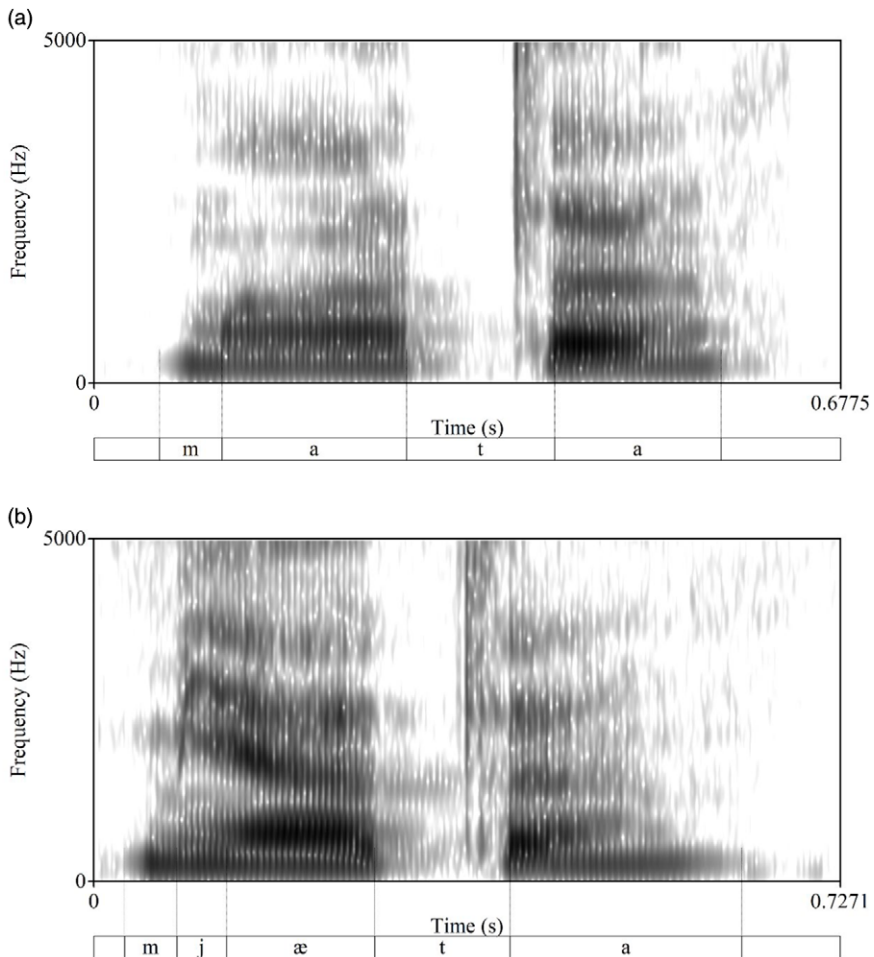 (a)
5000
Frequency (Hz)
0
0 0.6775
Time (s)
m a t a
(b)
5000
Frequency (Hz)
0
0 0.7271
Time (s)
m j æ t a